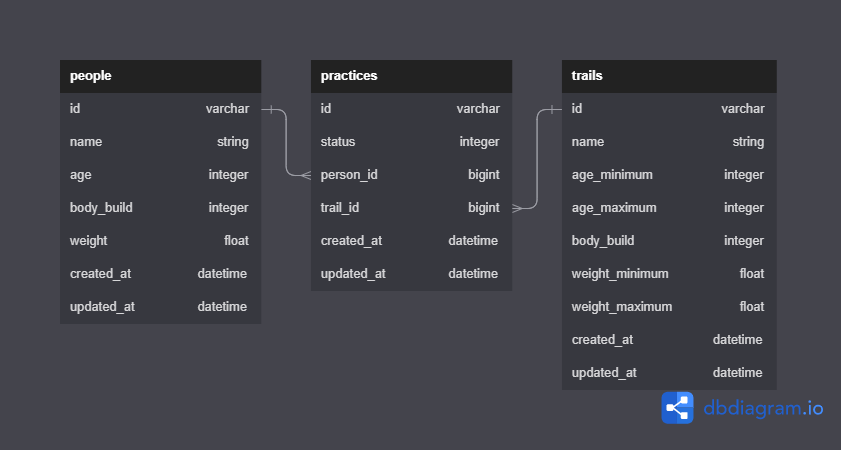 people
id varchar
name string
age integer
body_build integer
weight float
created_at datetime
updated_at datetime
practices
id varchar
status integer
person_id bigint
trail_id bigint
created_at datetime
updated_at datetime
trails
id varchar
name string
age_minimum integer
age_maximum integer
body_build integer
weight_minimum float
weight_maximum float
created_at datetime
updated_at datetime
dbdiagram.io